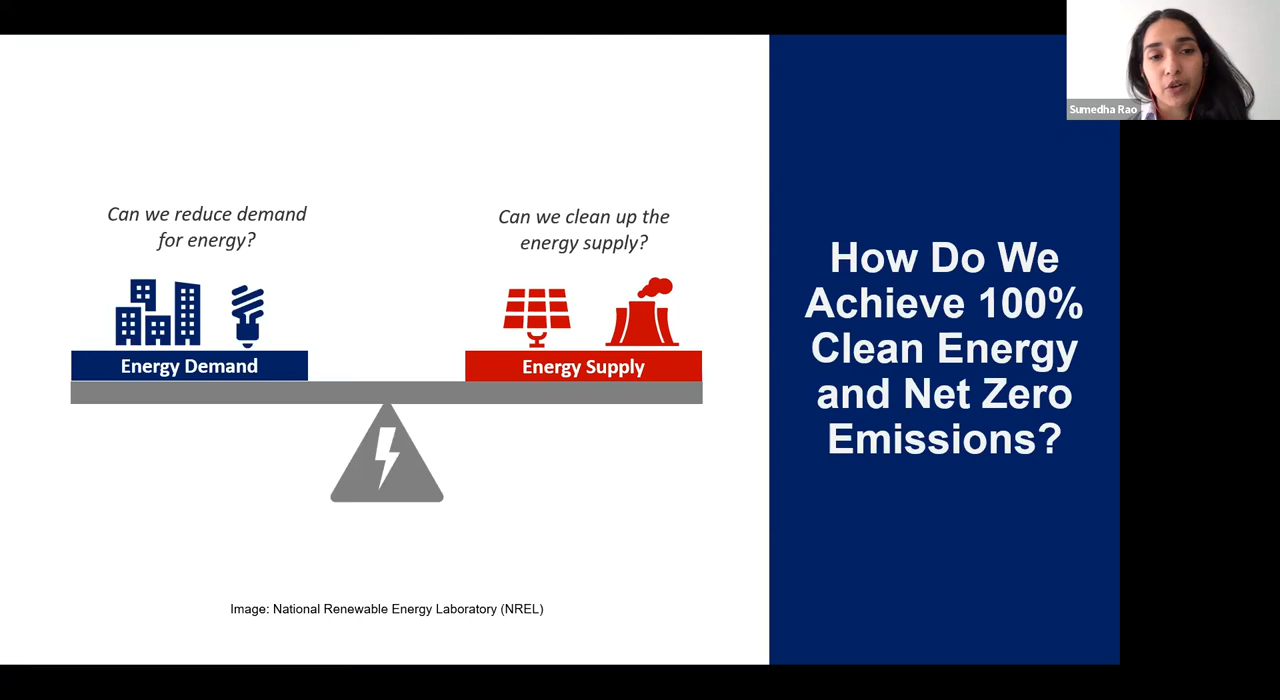 Sumedha Rao
Can we reduce demand
for energy?
Can we clean up the
energy supply?
Energy Demand
Energy Supply
How Do We
Achieve 100%
Clean Energy
and Net Zero
Emissions?
Image: National Renewable Energy Laboratory (NREL)